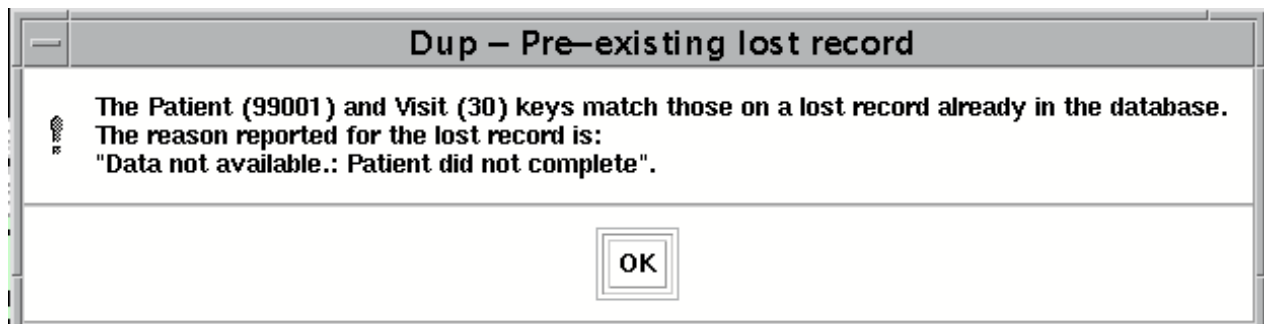 Dup – Pre–existing lost record
The Patient (99001) and Visit (30) keys match those on a lost record already in the database.
The reason reported for the lost record is:
"Data not available.: Patient did not complete".
OK